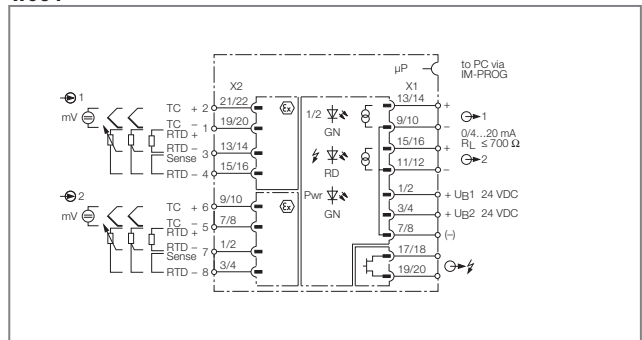 µP
to PC via
IM-PROG
X2
X1
1
mV
TC + 2
21/22
TC − 1
RTD +
19/20
Sense 3
13/14
RTD − 4
15/16
Ex
1/2
GN
RD
Pwr
GN
13/14
+
1
9/10
−
0/4...20 mA
RL ≤ 700 Ω
15/16
+
2
11/12
−
1/2
+ UB1 24 VDC
3/4
+ UB2 24 VDC
7/8
(−)
17/18
19/20
2
mV
TC + 6
9/10
TC − 5
RTD +
7/8
RTD − 7
Sense
1/2
RTD − 8
3/4
Ex